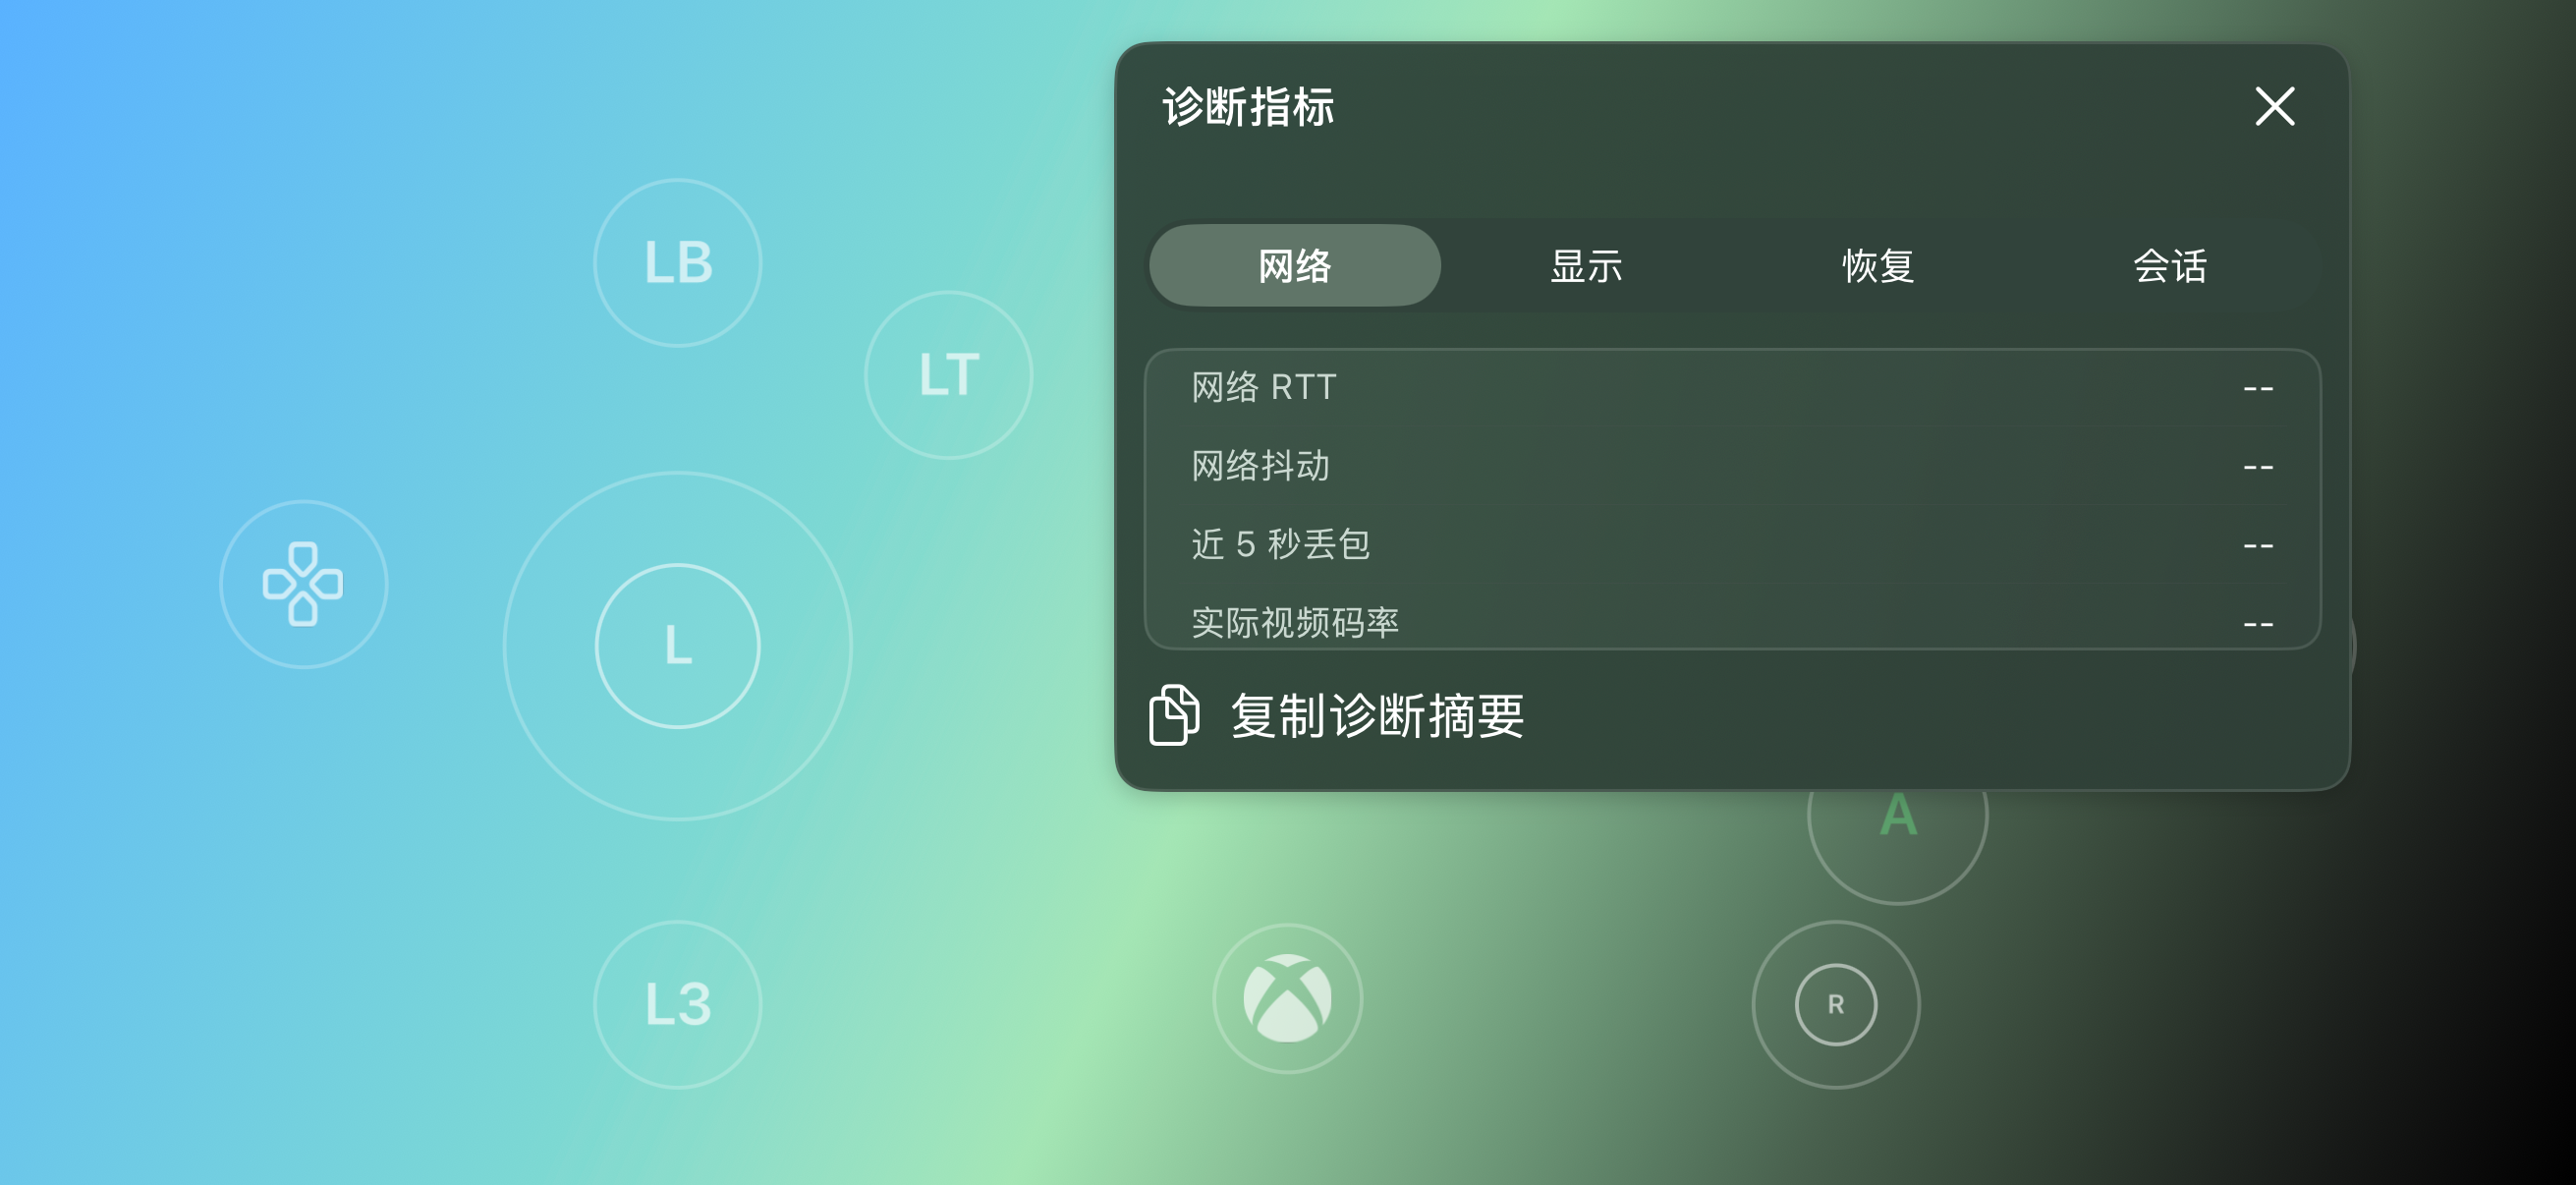 诊断指标
网络 显示 恢复 会话
网络 RTT --
网络抖动 --
近 5 秒丢包 --
实际视频码率 --
复制诊断摘要
LB
LT
L
L3
A
R